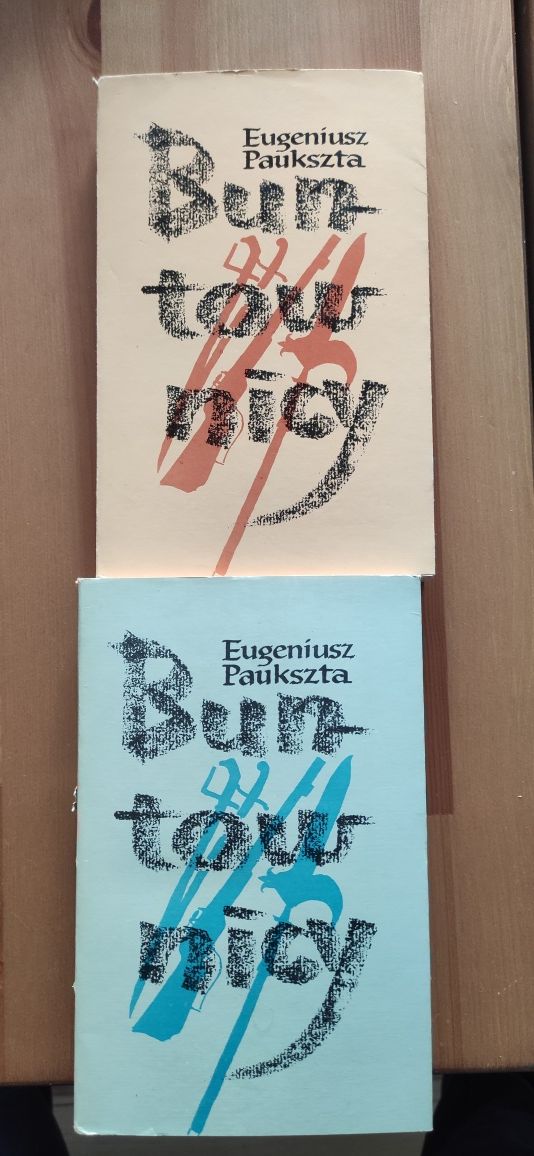 Eugeniusz
Paukszta
Bun-
tow
nicy
Eugeniusz
Paukszta
Bun-
tow
nicy